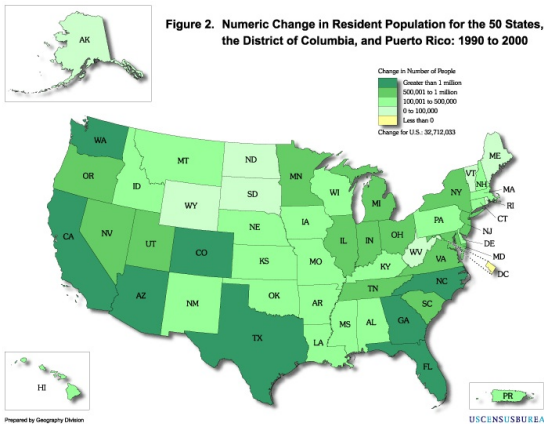 Figure 2. Numeric Change in Resident Population for the 50 States,
the District of Columbia, and Puerto Rico: 1990 to 2000
AK
Change in Number of People
Greater than 1 million
500,001 to 1 million
100,001 to 500,000
0 to 100,000
Less than 0
Change for U.S.: 32,712,033
WA
MT
ND
MN
ME
VT
NH
OR
ID
SD
WI
MI
NY
MA
RI
CT
WY
NE
IA
PA
NJ
DE
MD
DC
NV
UT
CO
IL
IN
OH
WV
VA
CA
KS
MO
KY
NC
TN
AZ
NM
OK
AR
SC
MS
AL
GA
TX
LA
FL
HI
PR
Prepared by Geography Division
USCENSUSBUREA